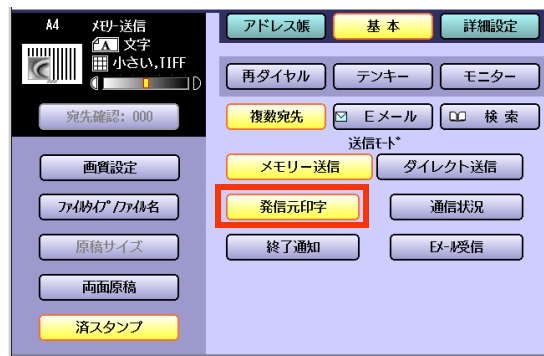 A4 ﾒﾓﾘｰ送信
A 文字
小さい,TIFF
D
宛先確認: 000
画質設定
ﾌｧｲﾙﾀｲﾌﾟ/ﾌｧｲﾙ名
原稿サイズ
両面原稿
済スタンプ
アドレス帳 基 本 詳細設定
再ダイヤル テンキー モニター
複数宛先 Eメール 検 索
送信ﾓｰﾄﾞ
メモリー送信 ダイレクト送信
発信元印字 通信状況
終了通知 Eﾒｰﾙ受信